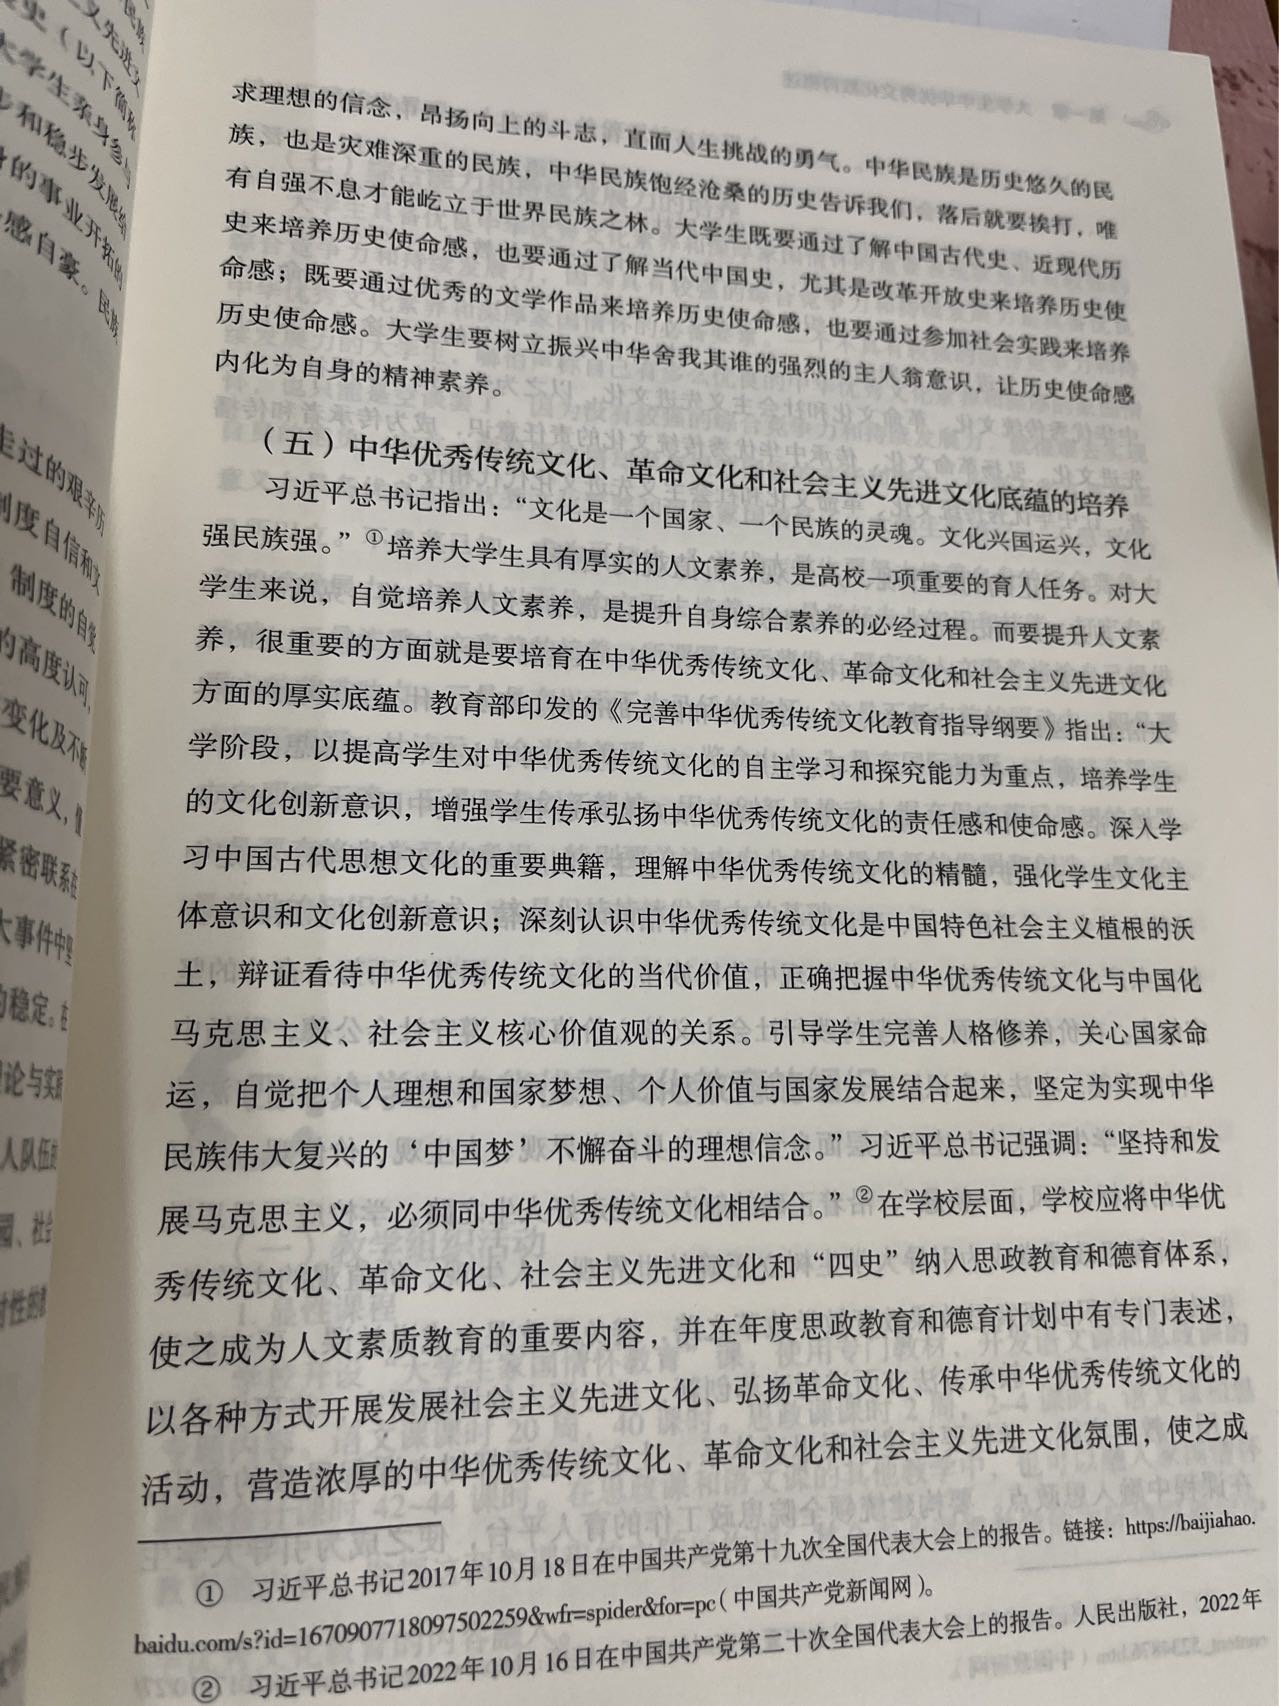 求理想的信念，昂扬向上的斗志，直面人生挑战的勇气。中华民族是历史悠久的民
族，也是灾难深重的民族，中华民族饱经沧桑的历史告诉我们，落后就要挨打，唯
有自强不息才能屹立于世界民族之林。大学生既要通过了解中国古代史、近现代历
史来培养历史使命感，也要通过了解当代中国史，尤其是改革开放史来培养历史使
命感；既要通过优秀的文学作品来培养历史使命感，也要通过参加社会实践来培养
历史使命感。大学生要树立振兴中华舍我其谁的强烈的主人翁意识，让历史使命感
内化为自身的精神素养。
（五）中华优秀传统文化、革命文化和社会主义先进文化底蕴的培养
习近平总书记指出：“文化是一个国家、一个民族的灵魂。文化兴国运兴，文化
强民族强。”①培养大学生具有厚实的人文素养，是高校一项重要的育人任务。对大
学生来说，自觉培养人文素养，是提升自身综合素养的必经过程。而要提升人文素
养，很重要的方面就是要培育在中华优秀传统文化、革命文化和社会主义先进文化
方面的厚实底蕴。教育部印发的《完善中华优秀传统文化教育指导纲要》指出：“大
学阶段，以提高学生对中华优秀传统文化的自主学习和探究能力为重点，培养学生
的文化创新意识，增强学生传承弘扬中华优秀传统文化的责任感和使命感。深入学
习中国古代思想文化的重要典籍，理解中华优秀传统文化的精髓，强化学生文化主
体意识和文化创新意识；深刻认识中华优秀传统文化是中国特色社会主义植根的沃
土，辩证看待中华优秀传统文化的当代价值，正确把握中华优秀传统文化与中国化
马克思主义、社会主义核心价值观的关系。引导学生完善人格修养，关心国家命
运，自觉把个人理想和国家梦想、个人价值与国家发展结合起来，坚定为实现中华
民族伟大复兴的‘中国梦’不懈奋斗的理想信念。”习近平总书记强调：“坚持和发
展马克思主义，必须同中华优秀传统文化相结合。”②在学校层面，学校应将中华优
秀传统文化、革命文化、社会主义先进文化和“四史”纳入思政教育和德育体系，
使之成为人文素质教育的重要内容，并在年度思政教育和德育计划中有专门表述，
以各种方式开展发展社会主义先进文化、弘扬革命文化、传承中华优秀传统文化的
活动，营造浓厚的中华优秀传统文化、革命文化和社会主义先进文化氛围，使之成
① 习近平总书记2017年10月18日在中国共产党第十九次全国代表大会上的报告。链接：https://baijiahao.
baidu.com/s?id=1670907718097502259&wfr=spider&for=pc（中国共产党新闻网）。
② 习近平总书记2022年10月16日在中国共产党第二十次全国代表大会上的报告。人民出版社，2022年